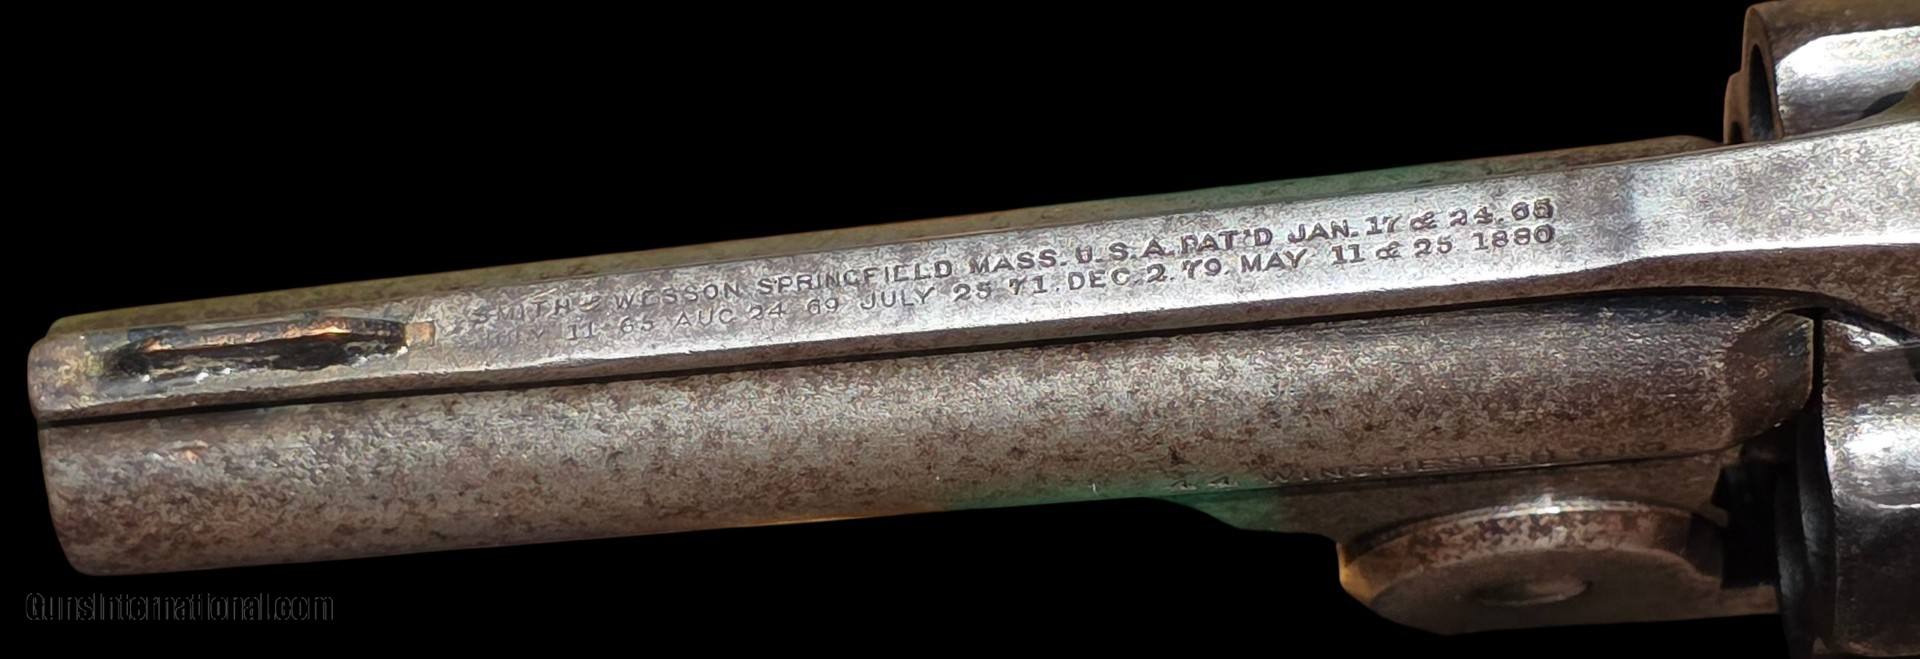 SMITH & WESSON SPRINGFIELD MASS. U.S.A. PAT'D JAN. 17 & 24. 65
JULY 11 65 AUG 24 69 JULY 25. 71. DEC. 2. 79. MAY 11 & 25 1880
WINCHESTER
GunsInternational.com